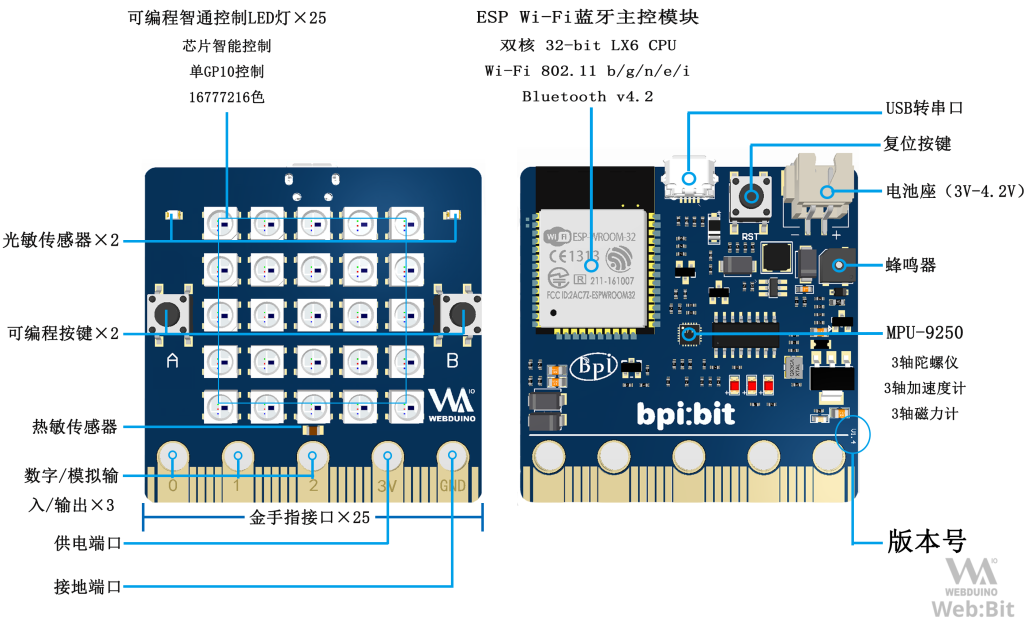 可编程智通控制LED灯×25
芯片智能控制
单GPIO控制
16777216色
ESP Wi-Fi蓝牙主控模块
双核 32-bit LX6 CPU
Wi-Fi 802.11 b/g/n/e/i
Bluetooth v4.2
USB转串口
复位按键
电池座（3V-4.2V）
蜂鸣器
MPU-9250
3轴陀螺仪
3轴加速度计
3轴磁力计
版本号
光敏传感器×2
可编程按键×2
热敏传感器
数字/模拟输
入/输出×3
金手指接口×25
供电端口
接地端口
A
B
WEBDUINO
0
1
2
3V
GND
WiFi
ESP-WROOM-32
CE1313
R 211-161007
FCC ID:2AC7Z-ESPWROOM32
RST
- +
Bpi
bpi:bit
V1.4
WEBDUINO
Web:Bit